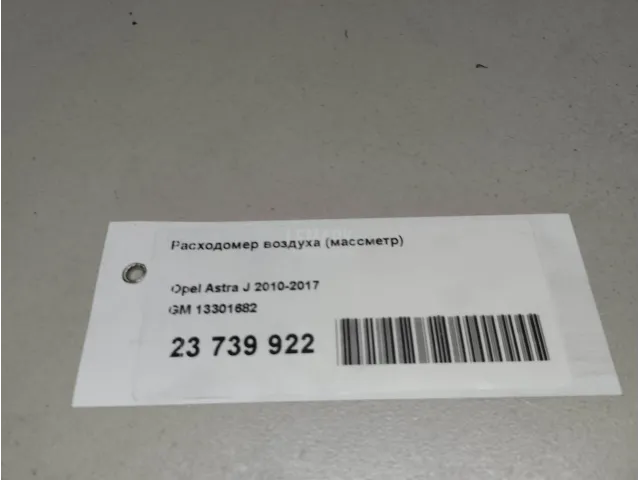 Расходомер воздуха (массметр)
Opel Astra J 2010-2017
GM 13301682
23 739 922